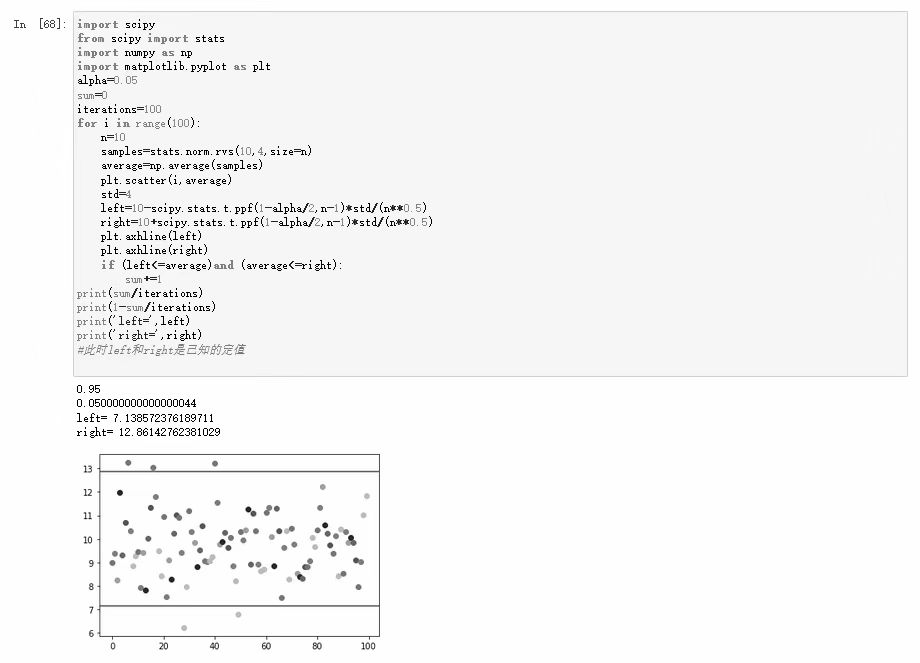 In [68]:
import scipy
from scipy import stats
import numpy as np
import matplotlib.pyplot as plt
alpha=0.05
sum=0
iterations=100
for i in range(100):
    n=10
    samples=stats.norm.rvs(10,4,size=n)
    average=np.average(samples)
    plt.scatter(i,average)
    std=4
    left=10-scipy.stats.t.ppf(1-alpha/2,n-1)*std/(n**0.5)
    right=10+scipy.stats.t.ppf(1-alpha/2,n-1)*std/(n**0.5)
    plt.axhline(left)
    plt.axhline(right)
    if (left<=average)and (average<=right):
        sum+=1
print(sum/iterations)
print(1-sum/iterations)
print('left=',left)
print('right=',right)
#此时left和right是已知的定值
0.95
0.050000000000000044
left= 7.138572376189711
right= 12.86142762381029
13
12
11
10
9
8
7
6
0 20 40 60 80 100